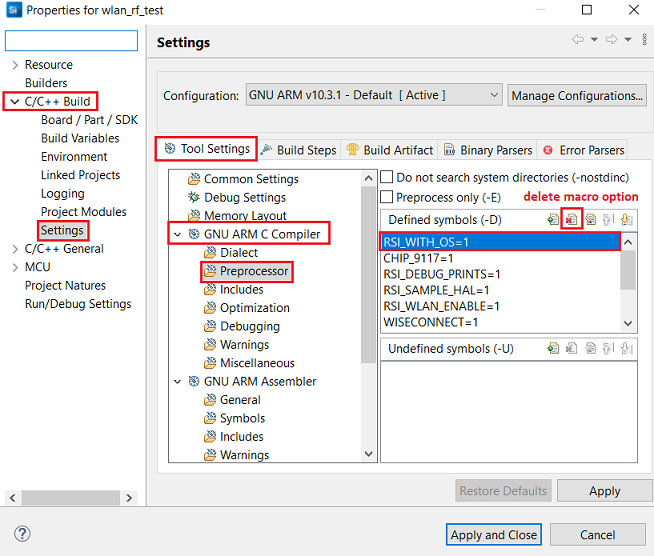 Properties for wlan_rf_test
Resource
Builders
C/C++ Build
Board / Part / SDK
Build Variables
Environment
Linked Projects
Logging
Project Modules
Settings
C/C++ General
MCU
Project Natures
Run/Debug Settings
Settings
Configuration: GNU ARM v10.3.1 - Default [ Active ] Manage Configurations...
Tool Settings Build Steps Build Artifact Binary Parsers Error Parsers
Common Settings
Debug Settings
Memory Layout
GNU ARM C Compiler
Dialect
Preprocessor
Includes
Optimization
Debugging
Warnings
Miscellaneous
GNU ARM Assembler
General
Symbols
Includes
Warnings
Do not search system directories (-nostdinc)
Preprocess only (-E) delete macro option
Defined symbols (-D)
RSI_WITH_OS=1
CHIP_9117=1
RSI_DEBUG_PRINTS=1
RSI_SAMPLE_HAL=1
RSI_WLAN_ENABLE=1
WISECONNECT=1
Undefined symbols (-U)
Restore Defaults Apply
Apply and Close Cancel